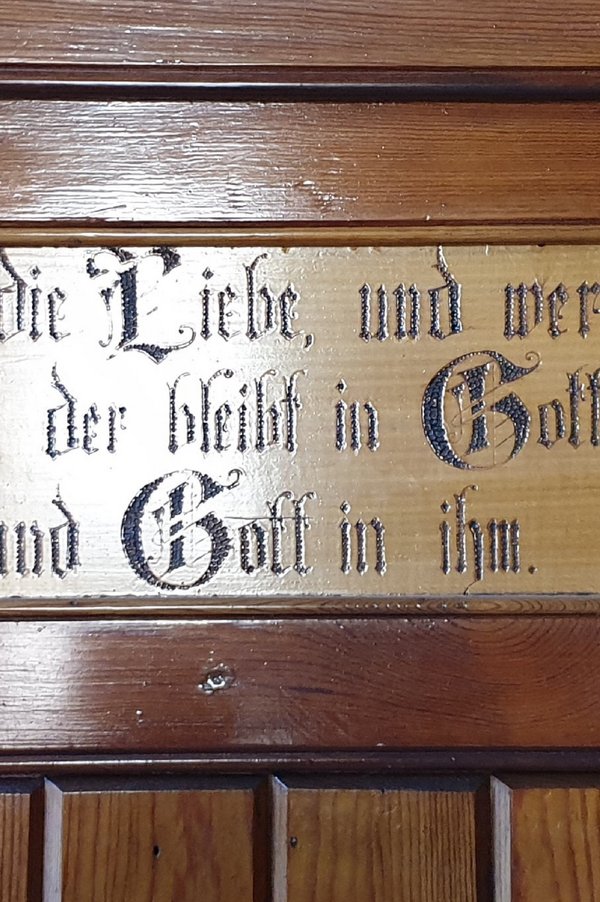 die Liebe, und wer
der bleibt in Gott
und Gott in ihm.